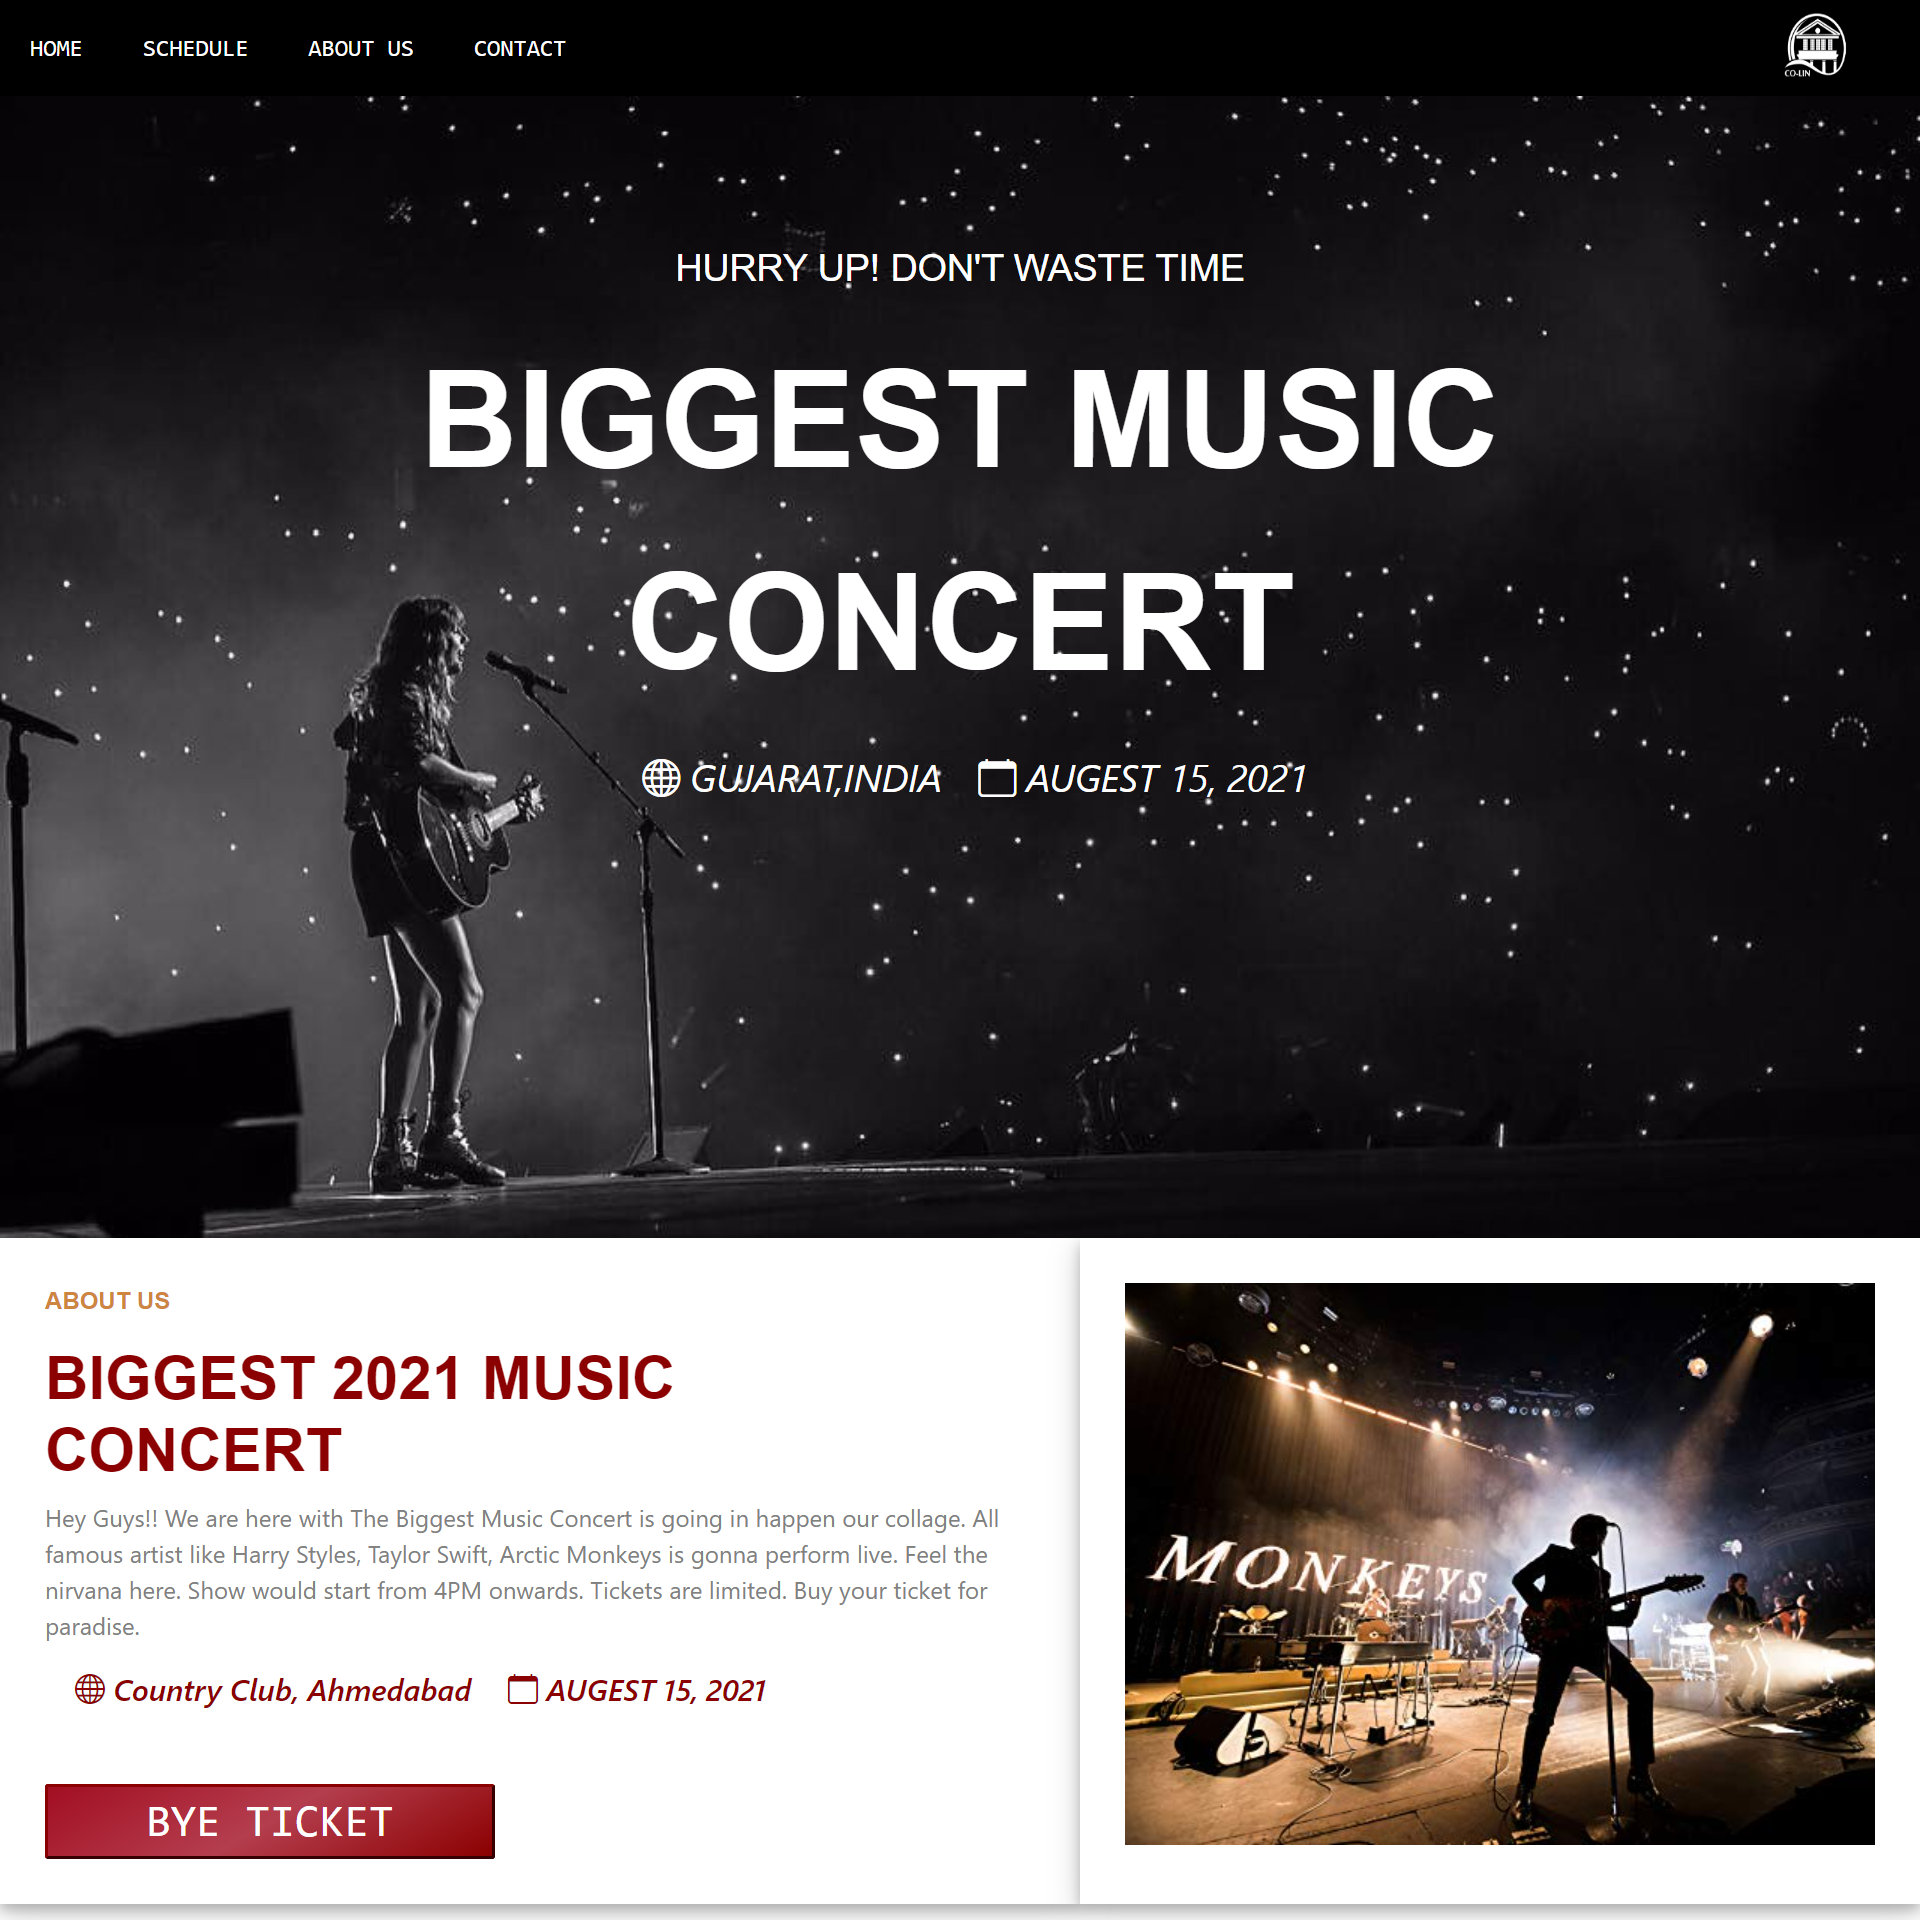 HOME SCHEDULE ABOUT US CONTACT
CO-LIN
HURRY UP! DON'T WASTE TIME
BIGGEST MUSIC
CONCERT
GUJARAT,INDIA AUGEST 15, 2021
ABOUT US
BIGGEST 2021 MUSIC
CONCERT
Hey Guys!! We are here with The Biggest Music Concert is going in happen our collage. All
famous artist like Harry Styles, Taylor Swift, Arctic Monkeys is gonna perform live. Feel the
nirvana here. Show would start from 4PM onwards. Tickets are limited. Buy your ticket for
paradise.
Country Club, Ahmedabad AUGEST 15, 2021
BYE TICKET
MONKEYS